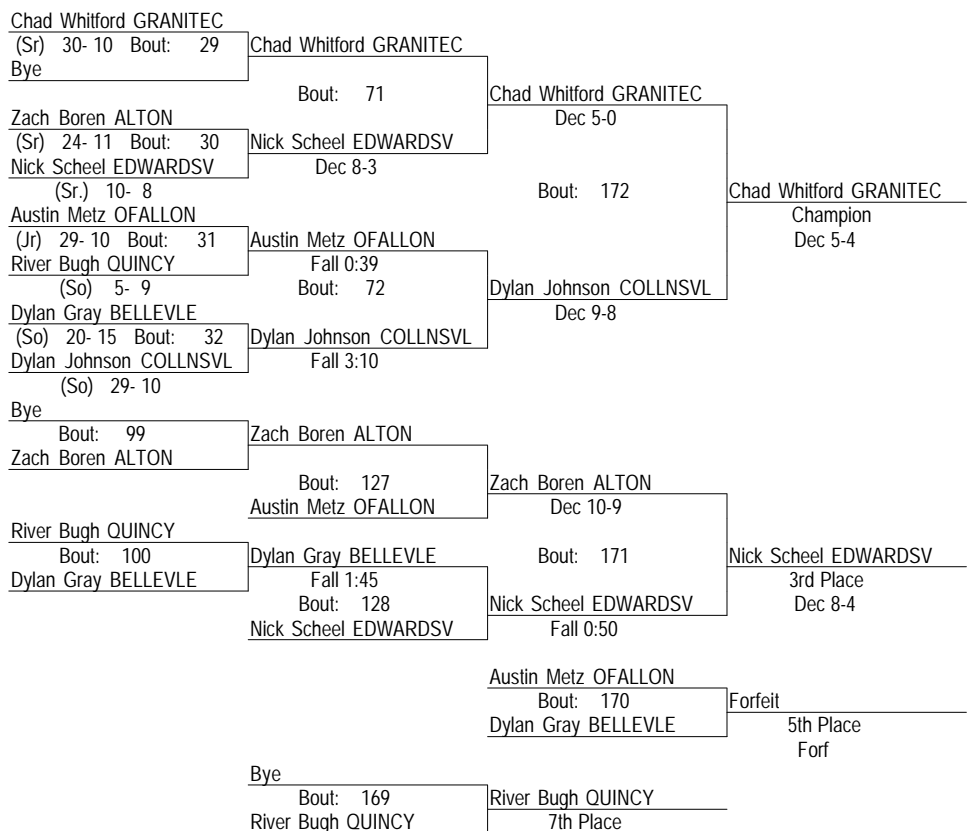 Chad Whitford GRANITEC
(Sr) 30- 10 Bout: 29 Chad Whitford GRANITEC
Bye
Bout: 71 Chad Whitford GRANITEC
Zach Boren ALTON Dec 5-0
(Sr) 24- 11 Bout: 30 Nick Scheel EDWARDSV
Nick Scheel EDWARDSV Dec 8-3
(Sr.) 10- 8 Bout: 172 Chad Whitford GRANITEC
Austin Metz OFALLON Champion
(Jr) 29- 10 Bout: 31 Austin Metz OFALLON Dec 5-4
River Bugh QUINCY Fall 0:39
(So) 5- 9 Bout: 72 Dylan Johnson COLLNSVL
Dylan Gray BELLEVLE Dec 9-8
(So) 20- 15 Bout: 32 Dylan Johnson COLLNSVL
Dylan Johnson COLLNSVL Fall 3:10
(So) 29- 10
Bye
Bout: 99 Zach Boren ALTON
Zach Boren ALTON
Bout: 127 Zach Boren ALTON
Austin Metz OFALLON Dec 10-9
River Bugh QUINCY
Bout: 100 Dylan Gray BELLEVLE Bout: 171 Nick Scheel EDWARDSV
Dylan Gray BELLEVLE Fall 1:45 3rd Place
Bout: 128 Nick Scheel EDWARDSV Dec 8-4
Nick Scheel EDWARDSV Fall 0:50
Austin Metz OFALLON
Bout: 170 Forfeit
Dylan Gray BELLEVLE 5th Place
Forf
Bye
Bout: 169 River Bugh QUINCY
River Bugh QUINCY 7th Place